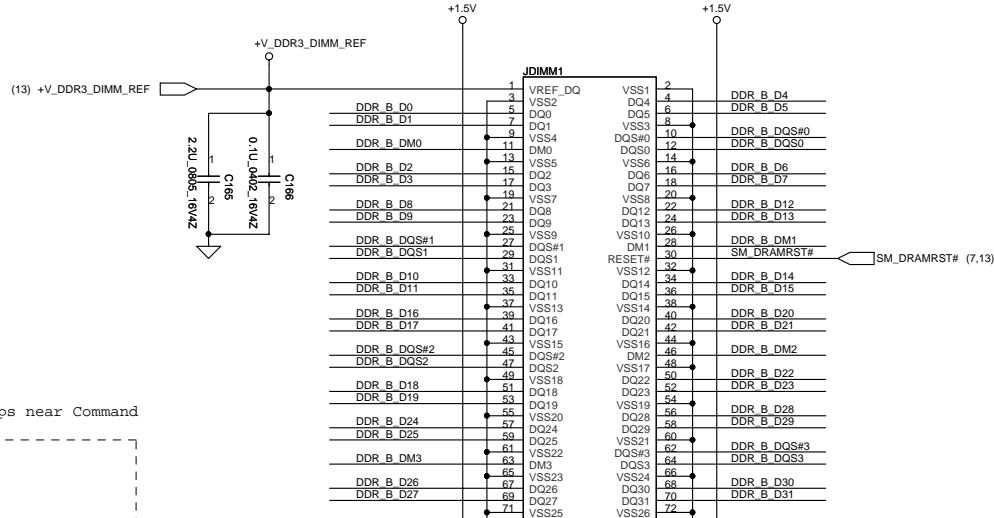 +1.5V +1.5V
+V_DDR3_DIMM_REF
(13) +V_DDR3_DIMM_REF
JDIMM1
1 VREF_DQ VSS1 2
3 VSS2 DQ4 4 DDR_B_D4
DDR_B_D0 5 DQ0 DQ5 6 DDR_B_D5
DDR_B_D1 7 DQ1 VSS3 8
9 VSS4 DQS#0 10 DDR_B_DQS#0
DDR_B_DM0 11 DM0 DQS0 12 DDR_B_DQS0
13 VSS5 VSS6 14
DDR_B_D2 15 DQ2 DQ6 16 DDR_B_D6
DDR_B_D3 17 DQ3 DQ7 18 DDR_B_D7
19 VSS7 VSS8 20
DDR_B_D8 21 DQ8 DQ12 22 DDR_B_D12
DDR_B_D9 23 DQ9 DQ13 24 DDR_B_D13
25 VSS9 VSS10 26
DDR_B_DQS#1 27 DQS#1 DM1 28 DDR_B_DM1
DDR_B_DQS1 29 DQS1 RESET# 30 SM_DRAMRST# SM_DRAMRST# (7,13)
31 VSS11 VSS12 32
DDR_B_D10 33 DQ10 DQ14 34 DDR_B_D14
DDR_B_D11 35 DQ11 DQ15 36 DDR_B_D15
37 VSS13 VSS14 38
DDR_B_D16 39 DQ16 DQ20 40 DDR_B_D20
DDR_B_D17 41 DQ17 DQ21 42 DDR_B_D21
43 VSS15 VSS16 44
DDR_B_DQS#2 45 DQS#2 DM2 46 DDR_B_DM2
DDR_B_DQS2 47 DQS2 VSS17 48
49 VSS18 DQ22 50 DDR_B_D22
DDR_B_D18 51 DQ18 DQ23 52 DDR_B_D23
DDR_B_D19 53 DQ19 VSS19 54
55 VSS20 DQ28 56 DDR_B_D28
DDR_B_D24 57 DQ24 DQ29 58 DDR_B_D29
DDR_B_D25 59 DQ25 VSS21 60
61 VSS22 DQS#3 62 DDR_B_DQS#3
DDR_B_DM3 63 DM3 DQS3 64 DDR_B_DQS3
65 VSS23 VSS24 66
DDR_B_D26 67 DQ26 DQ30 68 DDR_B_D30
DDR_B_D27 69 DQ27 DQ31 70 DDR_B_D31
71 VSS25 VSS26 72
2.2U_0805_16V4Z
1
2
C165
0.1U_0402_16V4Z
1
2
C166
ps near Command